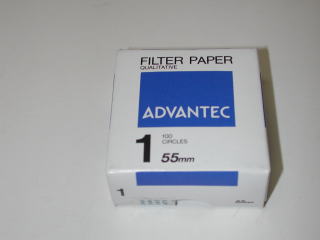 FILTER PAPER
QUALITATIVE
ADVANTEC
1
100
CIRCLES
55mm
1